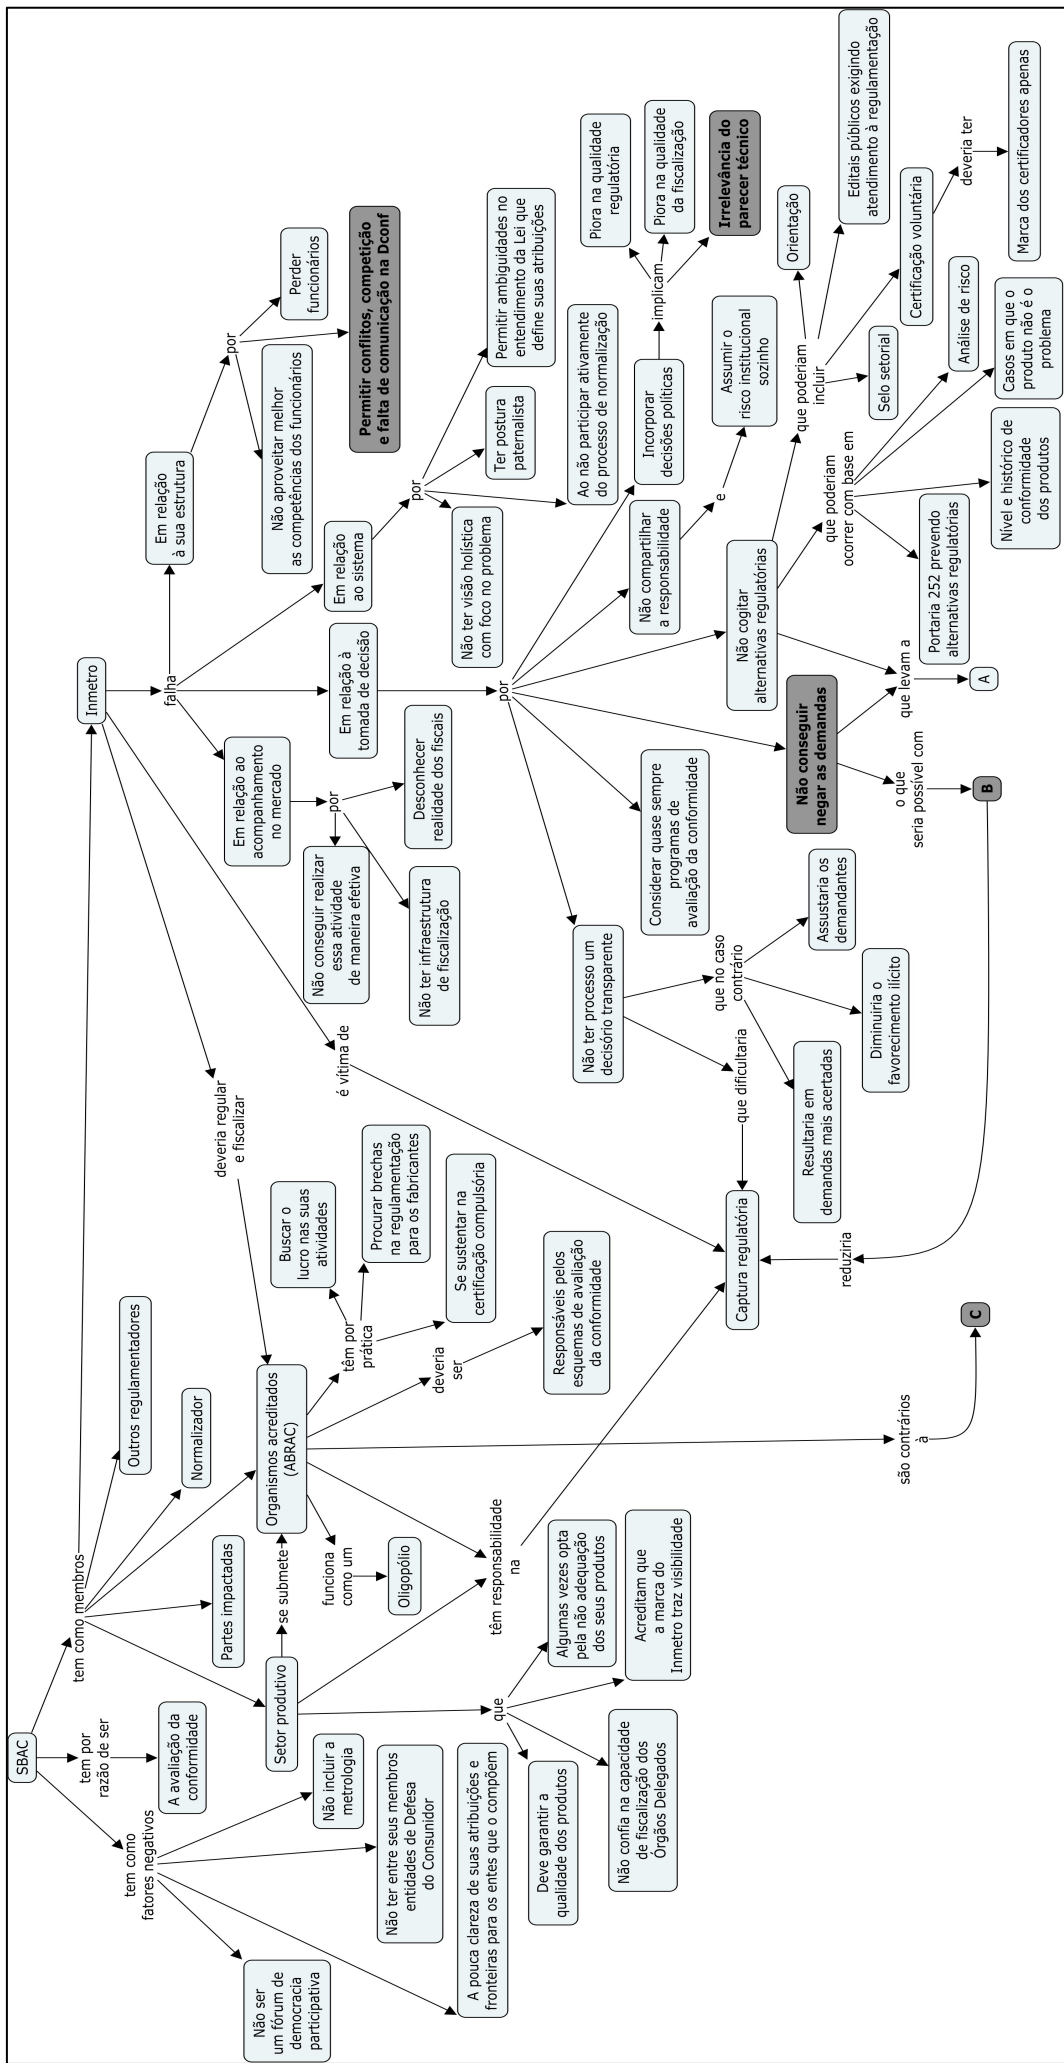 SBAC
tem como
fatores negativos
Não ser
um fórum de
democracia
participativa
A pouca clareza de suas atribuições e
fronteiras para os entes que o compõem
Não ter entre seus membros
entidades de Defesa
do Consunidor
Não incluir a
metrologia
tem por
razão de ser
A avaliação da
conformidade
tem como membros
Setor produtivo
Partes impactadas
Normalizador
Outros regulamentadores
se submete
Organismos acreditados
(ABRAC)
que
Deve garantir a
qualidade dos produtos
Não confia na capacidade
de fiscalização dos
Órgãos Delegados
Acreditam que
a marca do
Inmetro traz visibilidade
Algumas vezes opta
pela não adequação
dos seus produtos
funciona
como um
Oligopólio
têm responsabilidade
na
deveria
ser
Responsáveis pelos
esquemas de avaliação
da conformidade
têm por
prática
Buscar o
lucro nas suas
atividades
Procurar brechas
na regulamentação
para os fabricantes
Se sustentar na
certificação compulsória
são contrários
a
C
Inmetro
deveria regular
e fiscalizar
é vítima de
Captura regulatória
falha
Em relação ao
acompanhamento
no mercado
por
Não conseguir realizar
essa atividade
de maneira efetiva
Não ter infraestrutura
de fiscalização
Desconhecer
realidade dos fiscais
Em relação à
tomada de decisão
por
Não ter processo um
decisório transparente
que dificultaria
que no caso
contrário
Resultaria em
demandas mais acertadas
Diminuiria o
favorecimento ilícito
Assustaria os
demandantes
Considerar quase sempre
programas de
avaliação da conformidade
Não conseguir
negar as demandas
o que
seria possível com
B
reduziria
que levam a
A
Não cogitar
alternativas regulatórias
que poderiam
ocorrer com base em
Portaria 252 prevendo
alternativas regulatórias
Nível e histórico de
conformidade
dos produtos
Casos em que o
produto não é o
problema
Análise de risco
que poderiam
incluir
Selo setorial
Certificação voluntária
deveria ter
Marca dos certificadores apenas
Editais públicos exigindo
atendimento à regulamentação
Orientação
Não compartilhar
a responsabilidade
e
Assumir o
risco institucional
sozinho
Incorporar
decisões políticas
implicam
Piora na qualidade
regulatória
Piora na qualidade
da fiscalização
Irrelevância do
parecer técnico
Em relação
ao sistema
por
Não ter visão holística
com foco no problema
Ao não participar ativamente
do processo de normalização
Ter postura
paternalista
Permitir ambiguidades no
entendimento da Lei que
define suas atribuições
Em relação
à sua estrutura
por
Não aproveitar melhor
as competências dos funcionários
Permitir conflitos, competição
e falta de comunicação na Dconf
Perder
funcionários